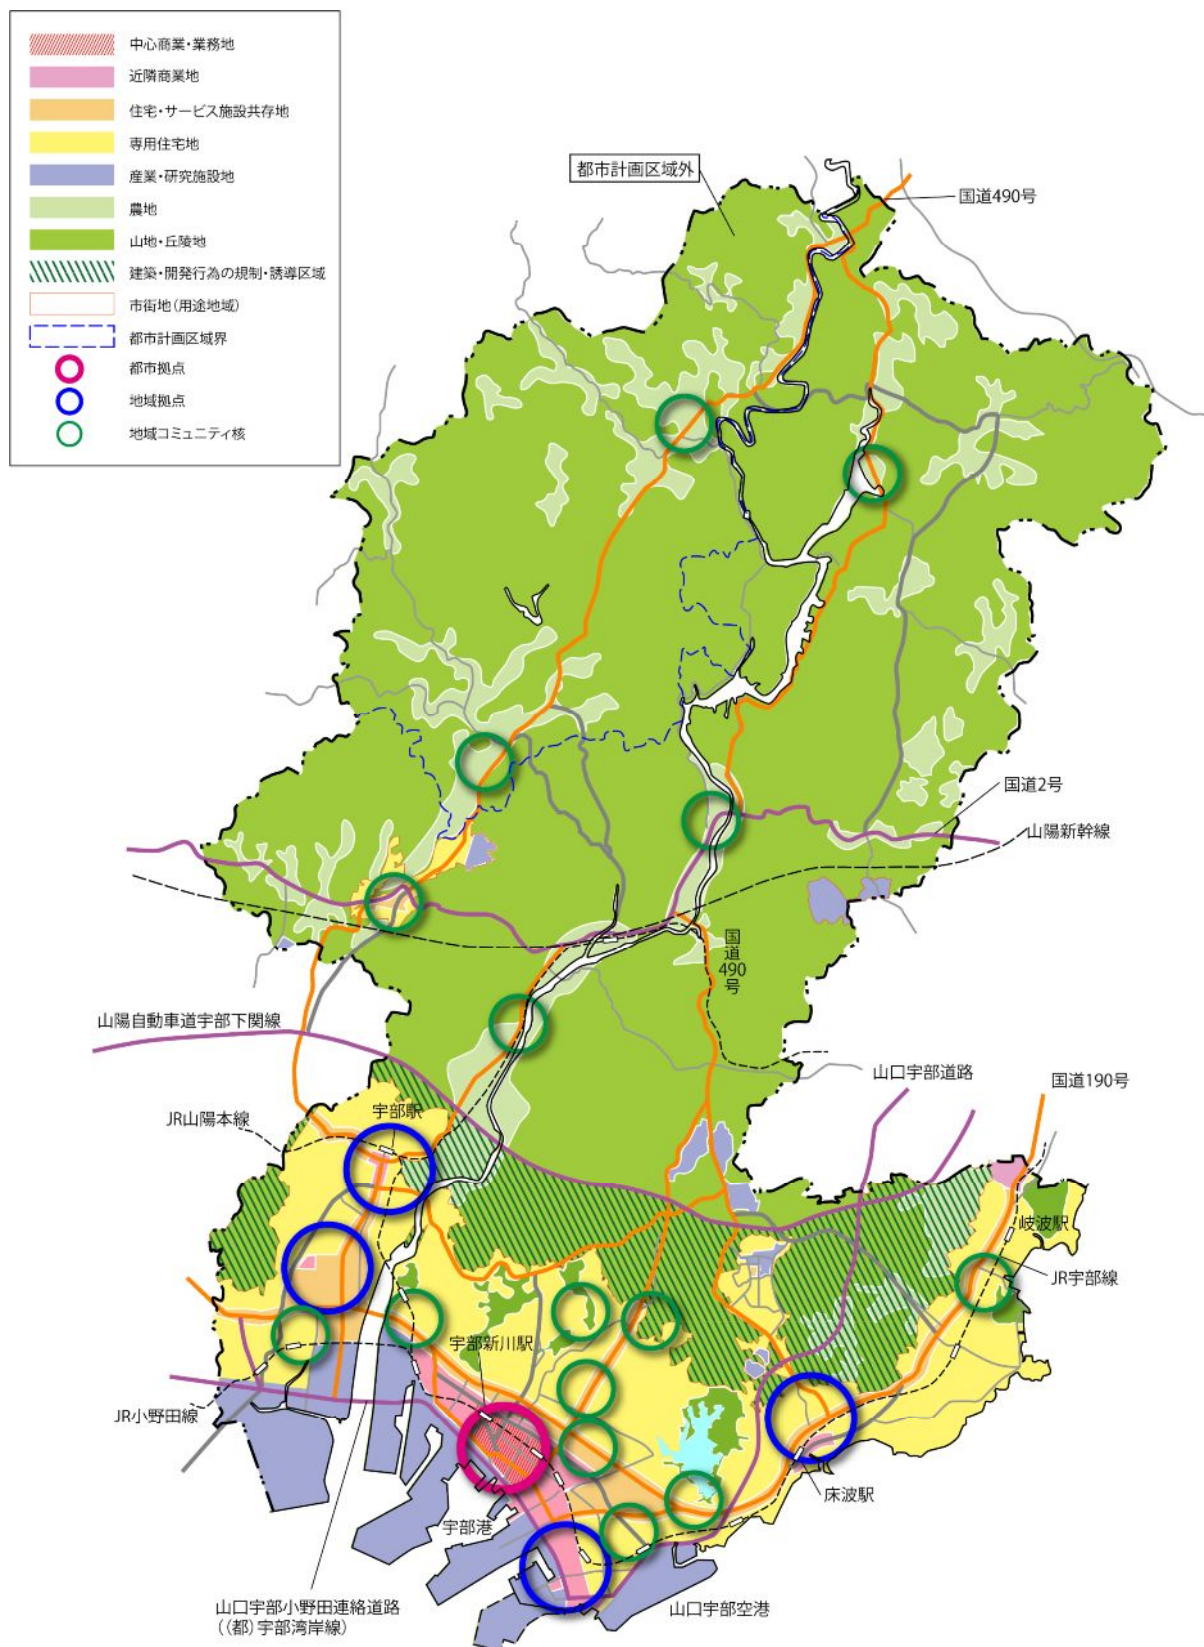 中心商業・業務地
近隣商業地
住宅・サービス施設共存地
専用住宅地
産業・研究施設地
農地
山地・丘陵地
建築・開発行為の規制・誘導区域
市街地(用途地域)
都市計画区域界
都市拠点
地域拠点
地域コミュニティ核
都市計画区域外
国道490号
国道2号
山陽新幹線
国道490号
山陽自動車道宇部下関線
山口宇部道路
国道190号
JR山陽本線
宇部駅
岐波駅
JR宇部線
宇部新川駅
JR小野田線
床波駅
宇部港
山口宇部空港
山口宇部小野田連絡道路
((都)宇部湾岸線)